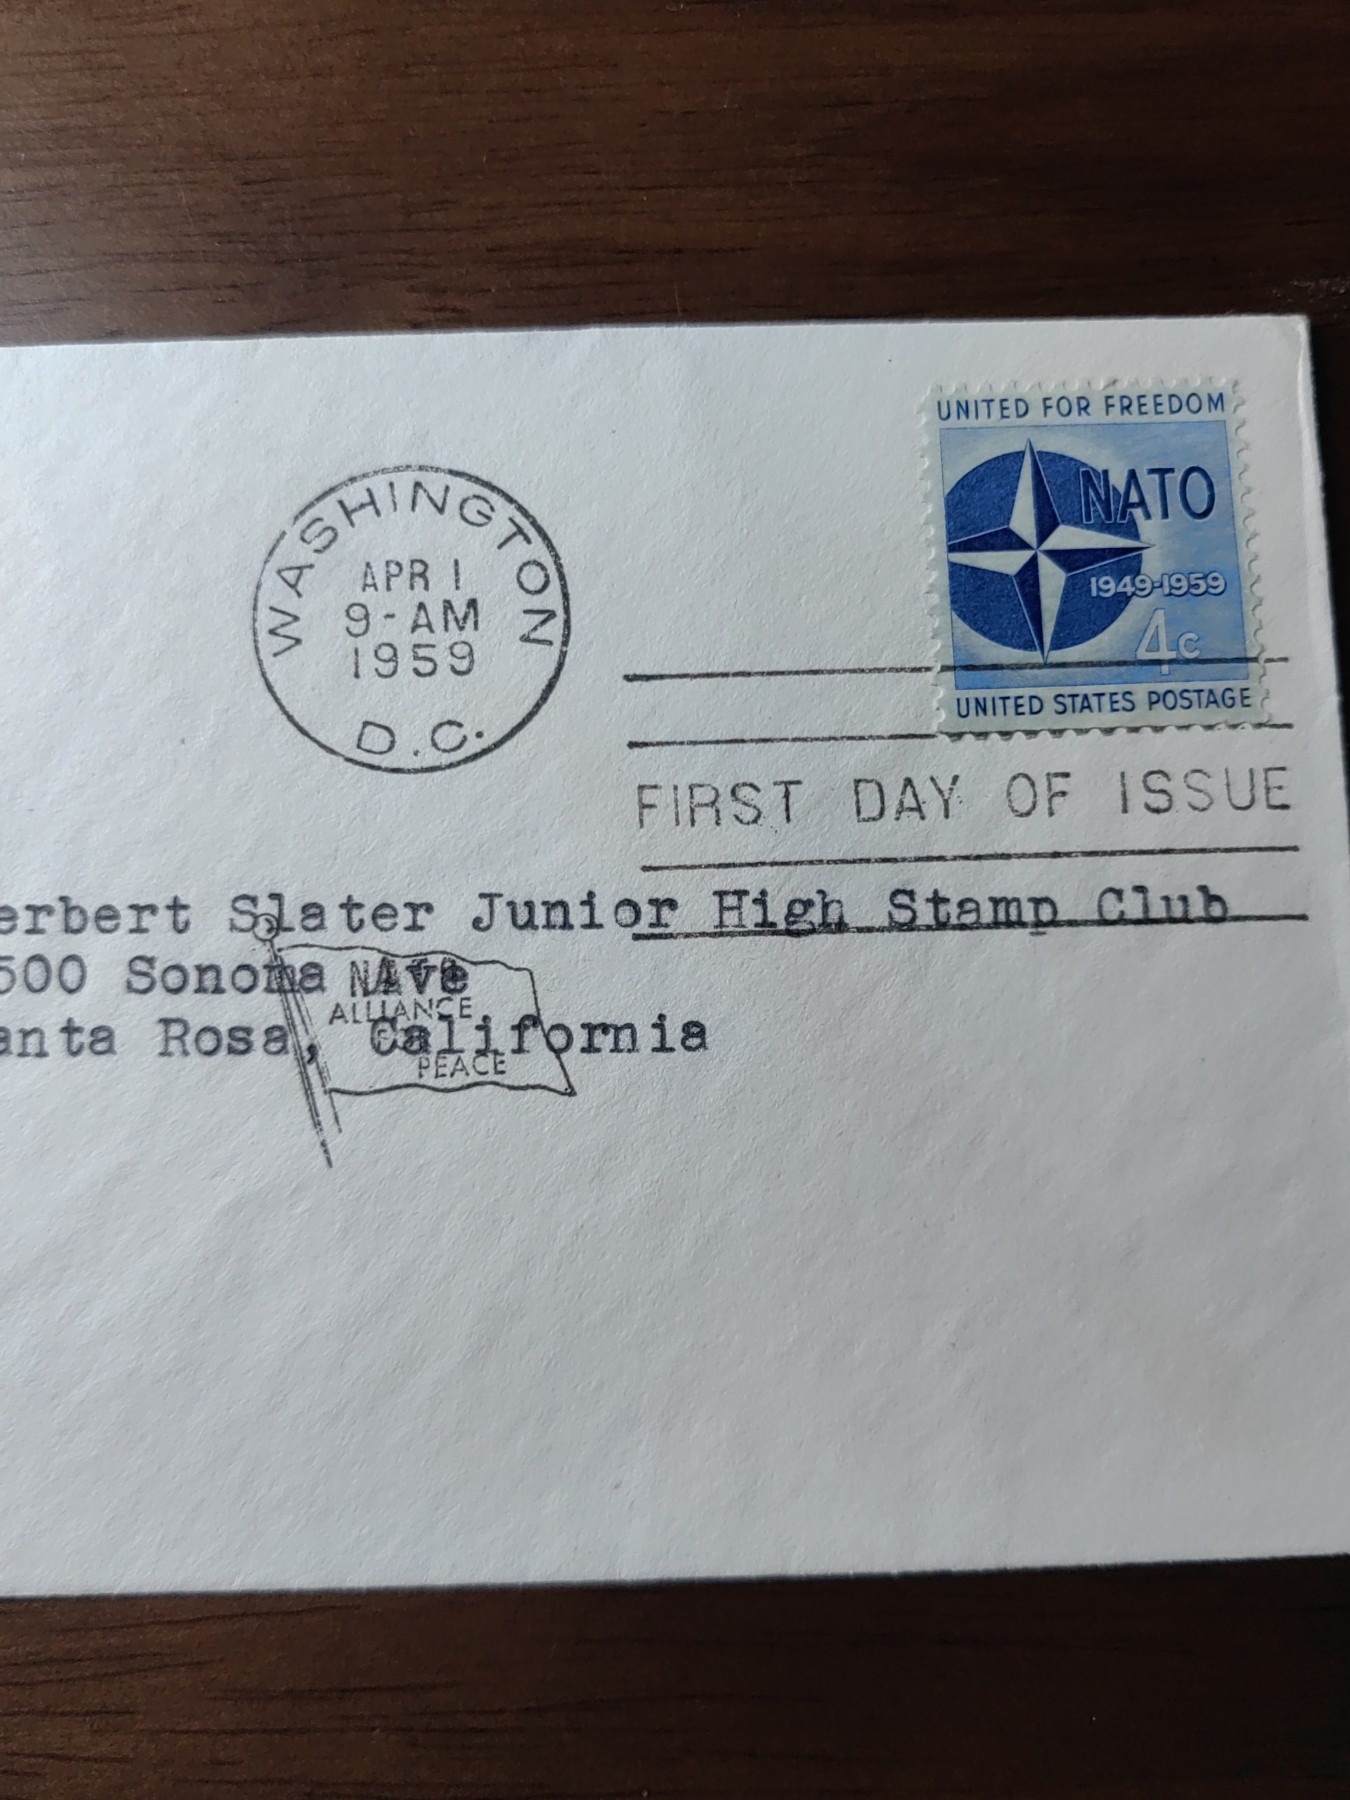 UNITED FOR FREEDOM
NATO
1949-1959
4c
UNITED STATES POSTAGE
WASHINGTON
APR 1
9-AM
1959
D.C.
FIRST DAY OF ISSUE
erbert Slater Junior High Stamp Club
500 Sonoma Ave
anta Rosa, California
NATO
ALLIANCE
PEACE